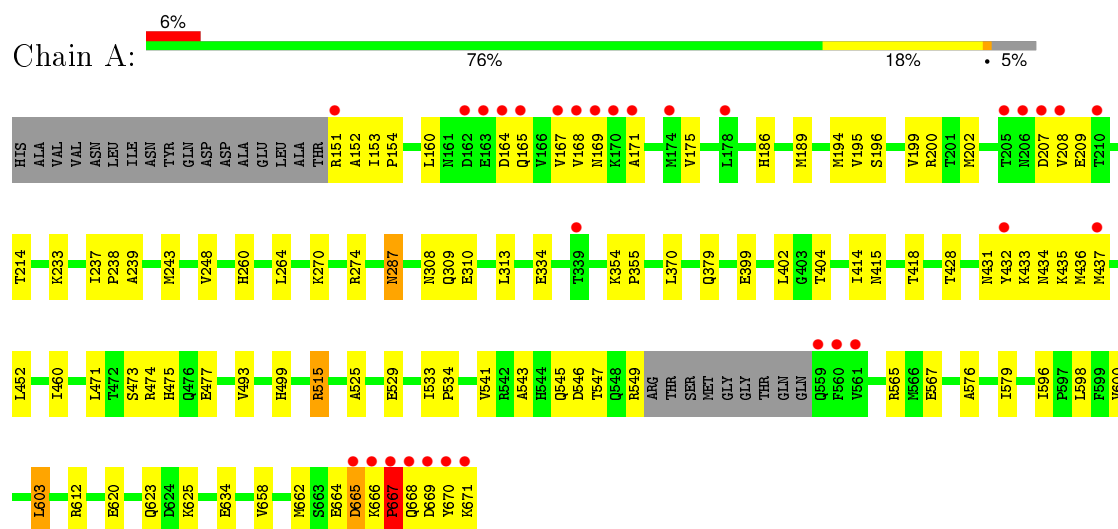 6%
Chain A:
76% 18% • 5%
HIS ALA VAL VAL ASN LEU ILE ASN TYR GLN ASP ASP ALA GLU LEU ALA THR R151 A152 I153 P154 L160 N161 D162 E163 D164 Q165 V166 V167 V168 N169 K170 A171 M174 V175 L178 H186 M189 M194 V195 S196 V199 R200 T201 M202 T205 N206 D207 V208 E209 T210
T214 K233 I237 P238 A239 M243 V248 H260 L264 K270 R274 N287 N308 Q309 E310 L313 E334 T339 K354 P355 L370 Q379 E399 L402 G403 T404 I414 N415 T418 T428 N431 Y432 K433 N434 K435 M436 M437
L452 I460 L471 T472 S473 R474 H475 Q476 E477 V493 H499 R515 A525 E529 I533 P534 V541 R542 A543 H544 Q545 D546 T547 Q548 R549 ARG THR SER MET GLY GLY THR GLN GLN Q559 F560 V561 R565 M566 E567 A576 I579 I596 P597 L598 F599 V600
L603 R612 E620 Q623 D624 K625 E634 V658 M662 S663 E664 D665 K666 P667 Q668 D669 Y670 K671